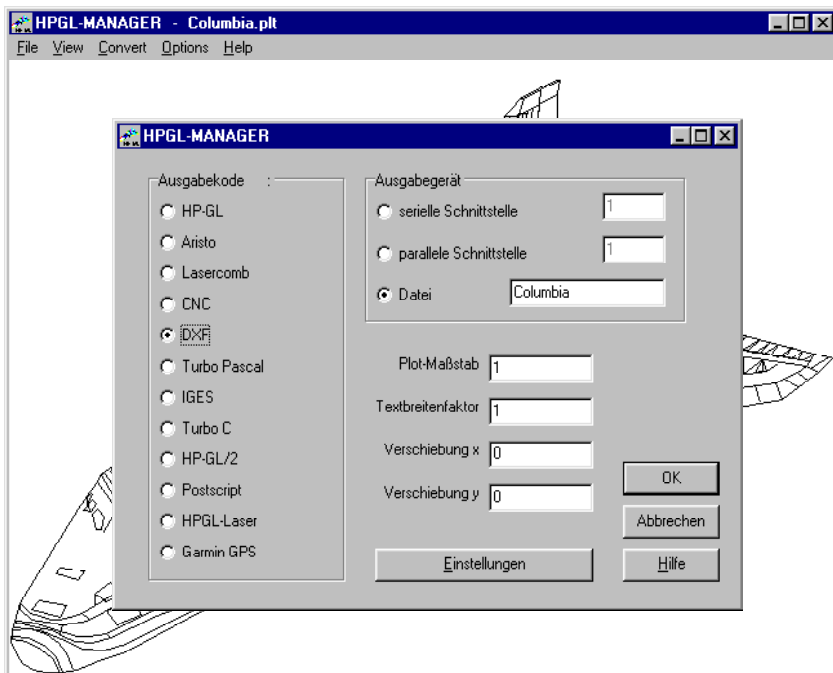 HPGL-MANAGER - Columbia.plt
File View Convert Options Help
HPGL-MANAGER
Ausgabekode :
HP-GL
Aristo
Lasercomb
CNC
DXF
Turbo Pascal
IGES
Turbo C
HP-GL/2
Postscript
HPGL-Laser
Garmin GPS
Ausgabegerät
serielle Schnittstelle 1
parallele Schnittstelle 1
Datei Columbia
Plot-Maßstab 1
Textbreitenfaktor 1
Verschiebung x 0
Verschiebung y 0
Einstellungen
OK
Abbrechen
Hilfe